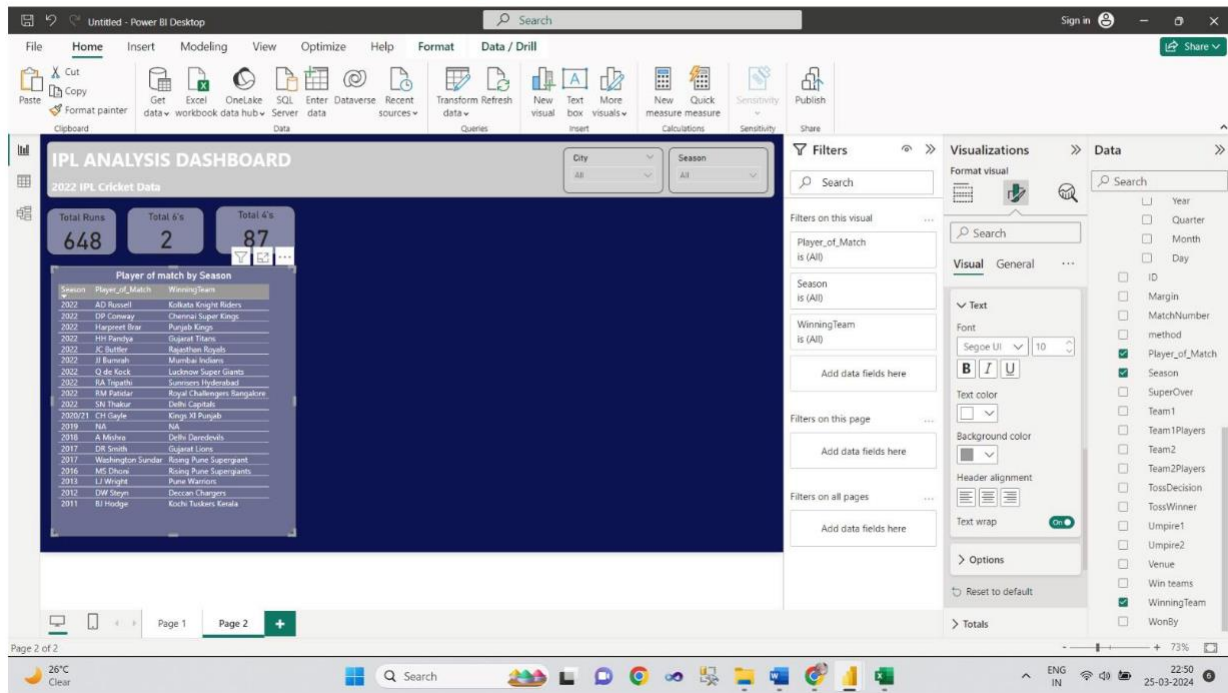 Untitled - Power BI Desktop
Search
Sign in
File Home Insert Modeling View Optimize Help Format Data / Drill
Share
Paste
Cut
Copy
Format painter
Clipboard
Get data
Excel workbook
OneLake data hub
SQL Server
Enter data
Dataverse
Recent sources
Data
Transform data
Refresh
Queries
New visual
Text box
More visuals
Insert
New measure
Quick measure
Calculations
Sensitivity
Sensitivity
Publish
Share
IPL ANALYSIS DASHBOARD
2022 IPL Cricket Data
City
All
Season
All
Total Runs
648
Total 6's
2
Total 4's
87
Player of match by Season
Season Player_of_Match WinningTeam
2022 AD Russell Kolkata Knight Riders
2022 DP Conway Chennai Super Kings
2022 Harpreet Brar Punjab Kings
2022 HH Pandya Gujarat Titans
2022 JC Buttler Rajasthan Royals
2022 JJ Bumrah Mumbai Indians
2022 Q de Kock Lucknow Super Giants
2022 RA Tripathi Sunrisers Hyderabad
2022 RM Patidar Royal Challengers Bangalore
2022 SN Thakur Delhi Capitals
2020/21 CH Gayle Kings XI Punjab
2019 NA NA
2018 A Mishra Delhi Daredevils
2017 DR Smith Gujarat Lions
2017 Washington Sundar Rising Pune Supergiant
2016 MS Dhoni Rising Pune Supergiants
2013 LJ Wright Pune Warriors
2012 DW Steyn Deccan Chargers
2011 BJ Hodge Kochi Tuskers Kerala
Filters
Search
Filters on this visual
Player_of_Match
is (All)
Season
is (All)
WinningTeam
is (All)
Add data fields here
Filters on this page
Add data fields here
Filters on all pages
Add data fields here
Visualizations
Format visual
Search
Visual General
Text
Font
Segoe UI 10
B I U
Text color
Background color
Header alignment
Text wrap
On
Options
Reset to default
Totals
Data
Search
Year
Quarter
Month
Day
ID
Margin
MatchNumber
method
Player_of_Match
Season
SuperOver
Team1
Team1Players
Team2
Team2Players
TossDecision
TossWinner
Umpire1
Umpire2
Venue
Win teams
WinningTeam
WonBy
Page 1 Page 2
Page 2 of 2
73%
26°C
Clear
Search
ENG
IN
22:50
25-03-2024
6